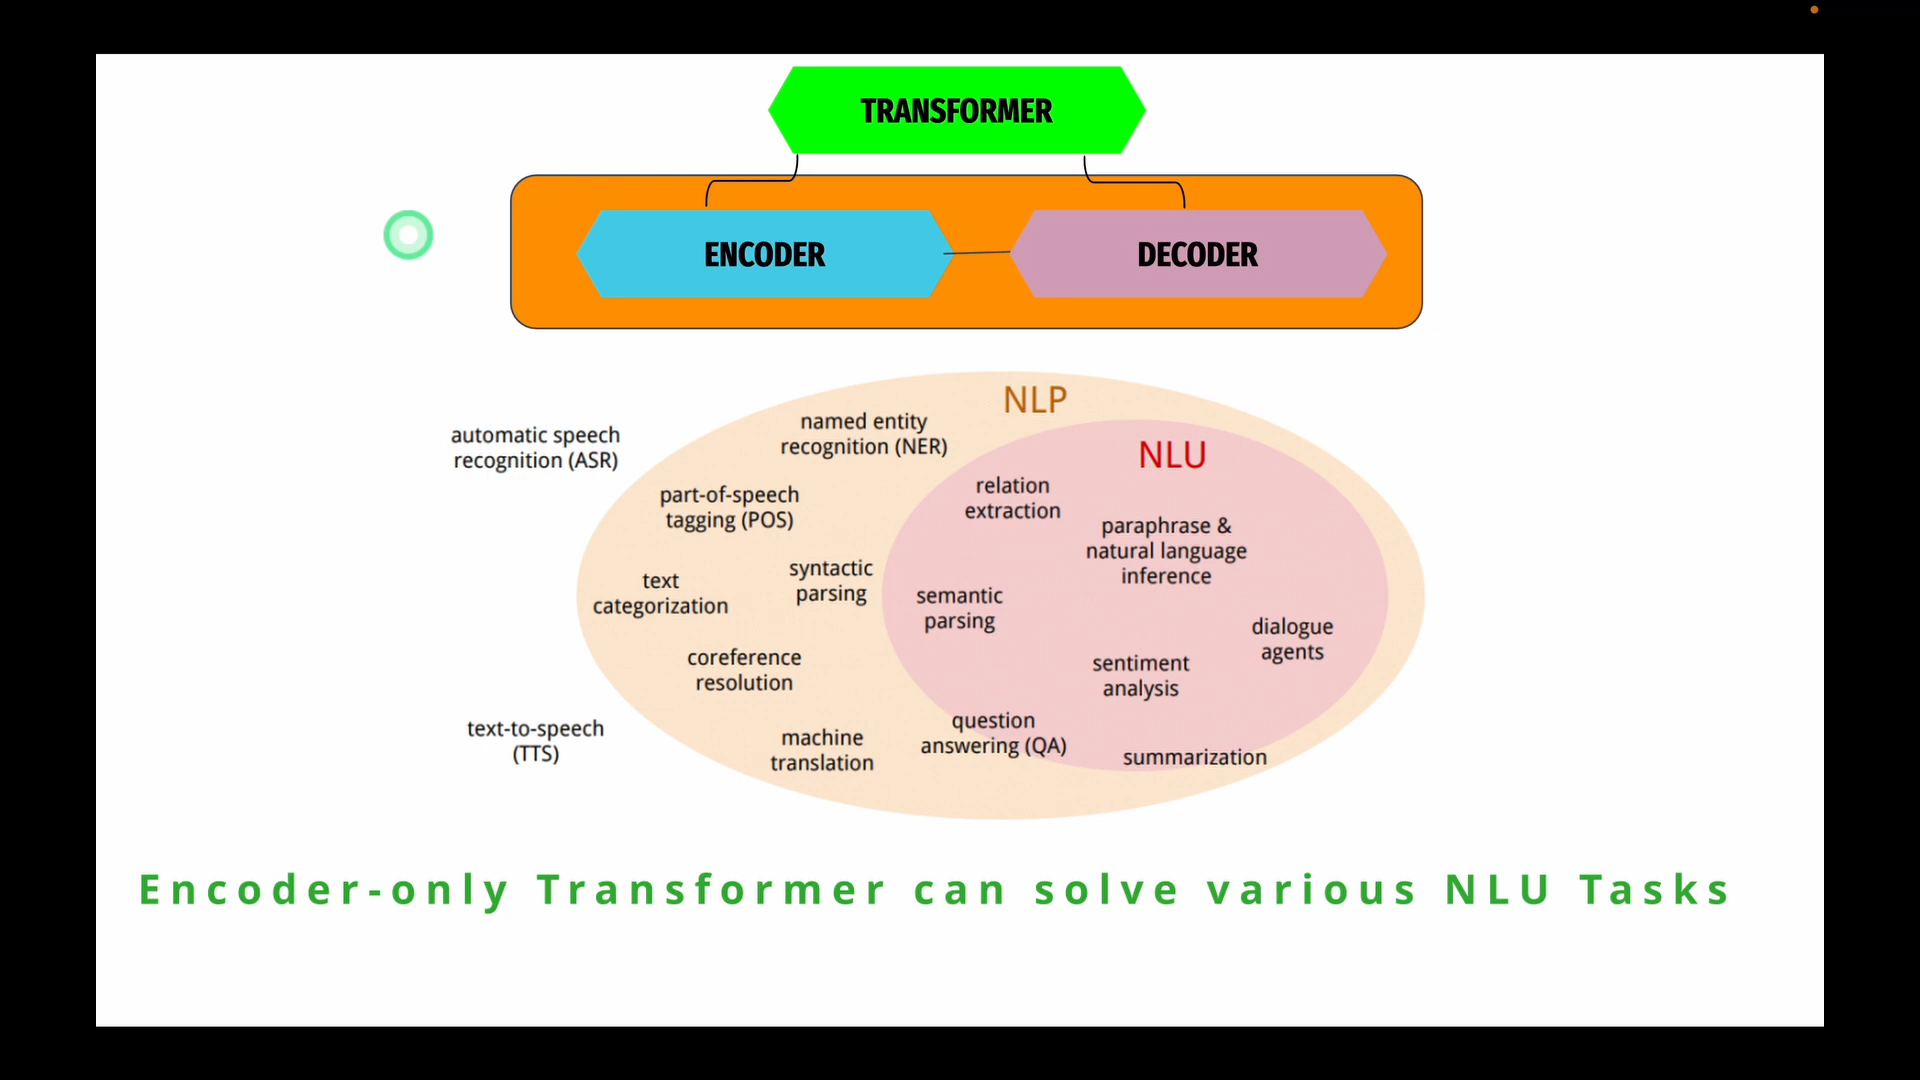 TRANSFORMER
ENCODER
DECODER
NLP
NLU
automatic speech
recognition (ASR)
named entity
recognition (NER)
part-of-speech
tagging (POS)
relation
extraction
paraphrase &
natural language
inference
text
categorization
syntactic
parsing
semantic
parsing
dialogue
agents
coreference
resolution
sentiment
analysis
text-to-speech
(TTS)
machine
translation
question
answering (QA)
summarization
Encoder-only Transformer can solve various NLU Tasks